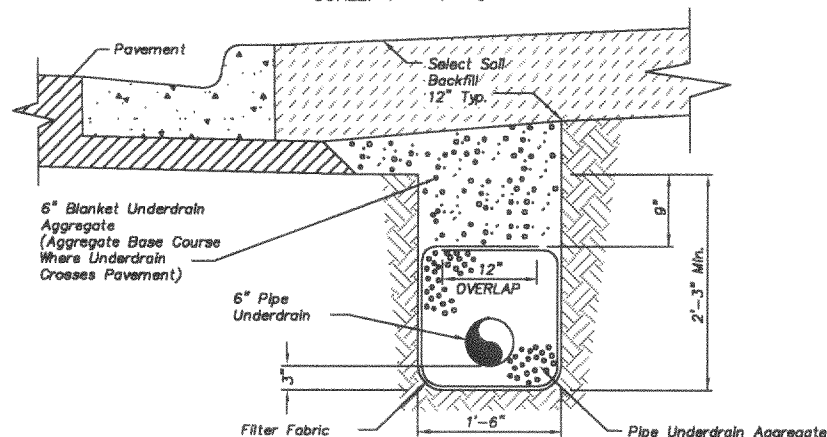 Pavement
Select Soil
Backfill
12" Typ.
6" Blanket Underdrain
Aggregate
(Aggregate Base Course
Where Underdrain
Crosses Pavement)
9"
2'-3" Min.
12"
OVERLAP
6" Pipe
Underdrain
3"
Filter Fabric
1'-6"
Pipe Underdrain Aggregate